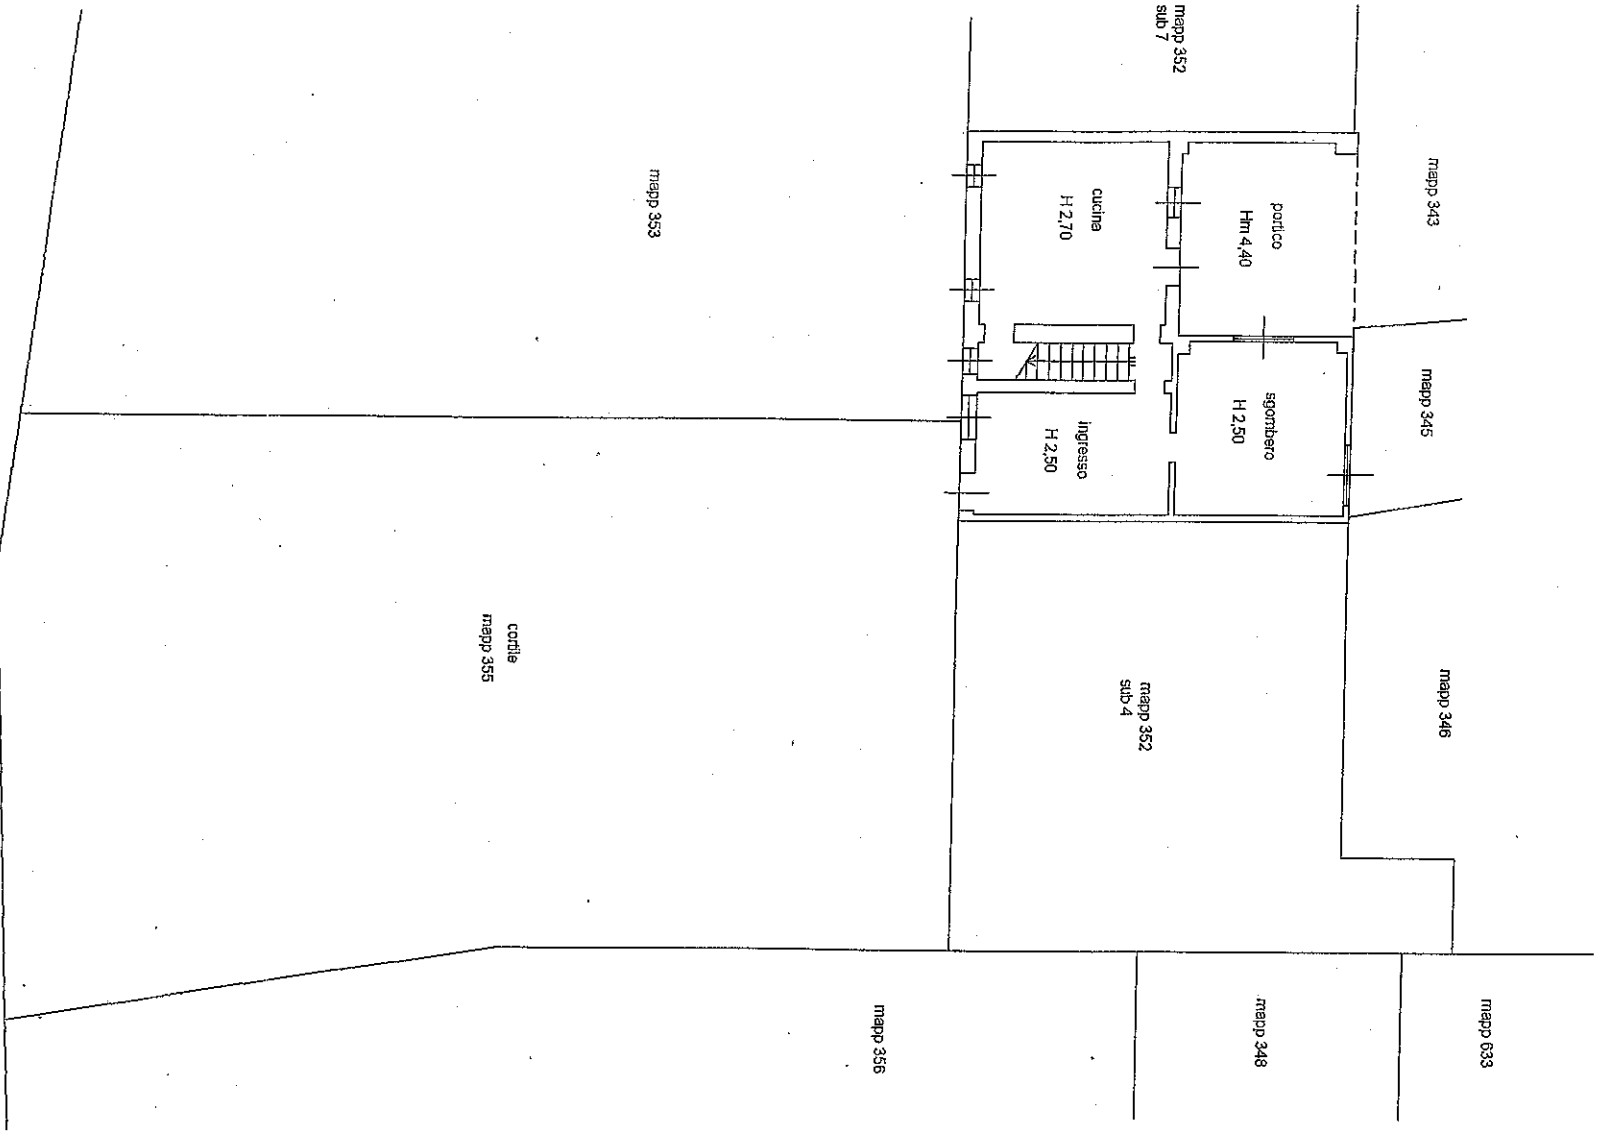 mapp 352
sub 7
mapp 343
mapp 353
cucina
H 2,70
portico
Hm 4,40
mapp 345
sgombero
H 2,50
ingresso
H 2,50
cortile
mapp 355
mapp 352
sub 4
mapp 346
mapp 356
mapp 348
mapp 633